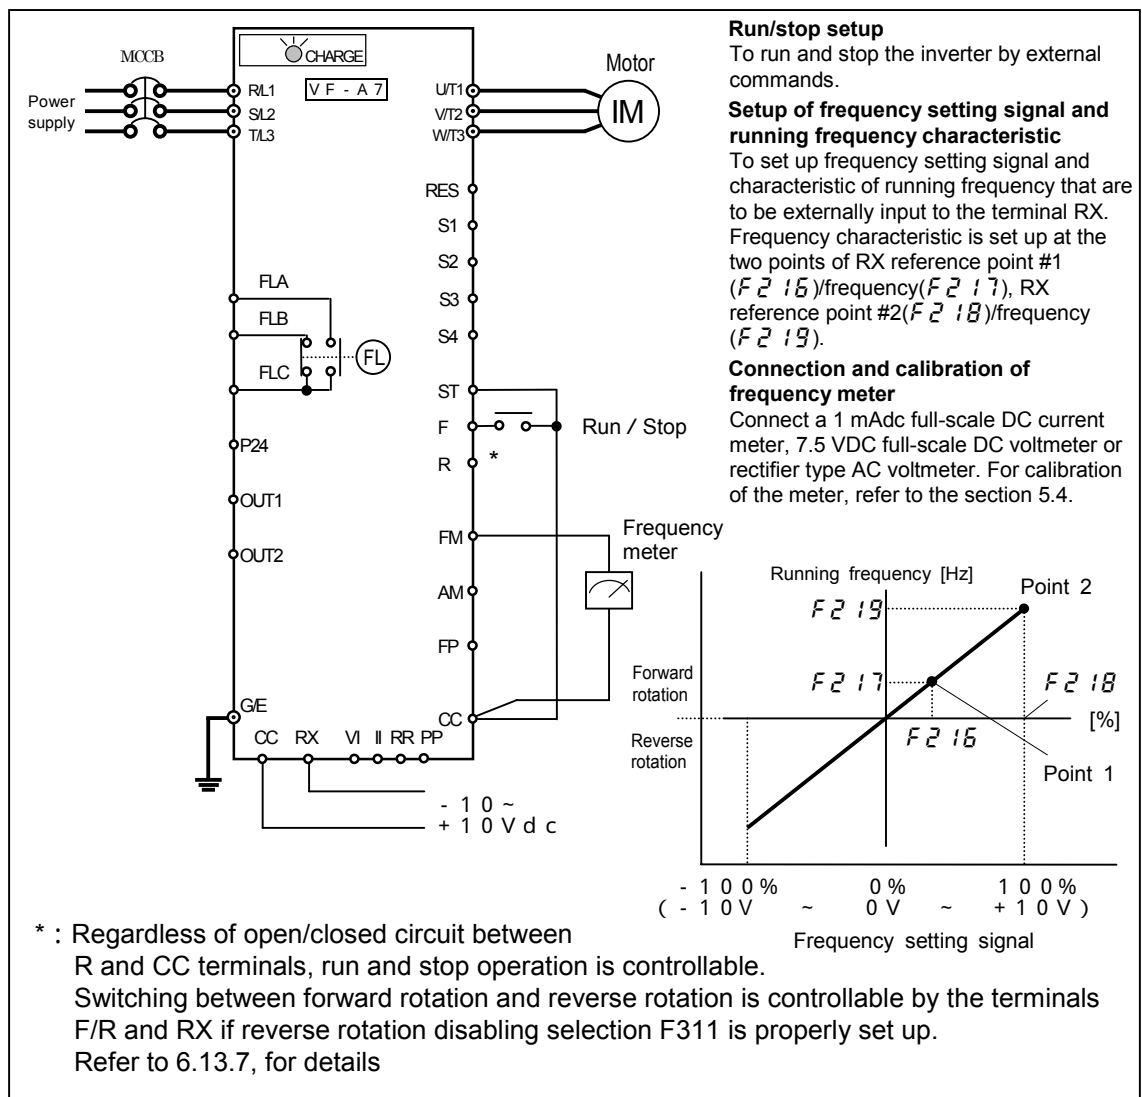 MCCB
Power
supply
CHARGE
VF-A7
R/L1
S/L2
T/L3
U/T1
V/T2
W/T3
Motor
IM
RES
S1
S2
S3
S4
FLA
FLB
FLC
FL
ST
F
R
*
Run / Stop
P24
OUT1
OUT2
FM
AM
FP
CC
Frequency
meter
G/E
CC RX VI II RR PP
-10~
+10Vdc
Run/stop setup
To run and stop the inverter by external
commands.
Setup of frequency setting signal and
running frequency characteristic
To set up frequency setting signal and
characteristic of running frequency that are
to be externally input to the terminal RX.
Frequency characteristic is set up at the
two points of RX reference point #1
(F216)/frequency(F217), RX
reference point #2(F218)/frequency
(F219).
Connection and calibration of
frequency meter
Connect a 1 mAdc full-scale DC current
meter, 7.5 VDC full-scale DC voltmeter or
rectifier type AC voltmeter. For calibration
of the meter, refer to the section 5.4.
Running frequency [Hz]
Point 2
F219
Forward
rotation
F217
F218
[%]
Reverse
rotation
F216
Point 1
-100% 0% 100%
(-10V ~ 0V ~ +10V)
Frequency setting signal
* : Regardless of open/closed circuit between
R and CC terminals, run and stop operation is controllable.
Switching between forward rotation and reverse rotation is controllable by the terminals
F/R and RX if reverse rotation disabling selection F311 is properly set up.
Refer to 6.13.7, for details